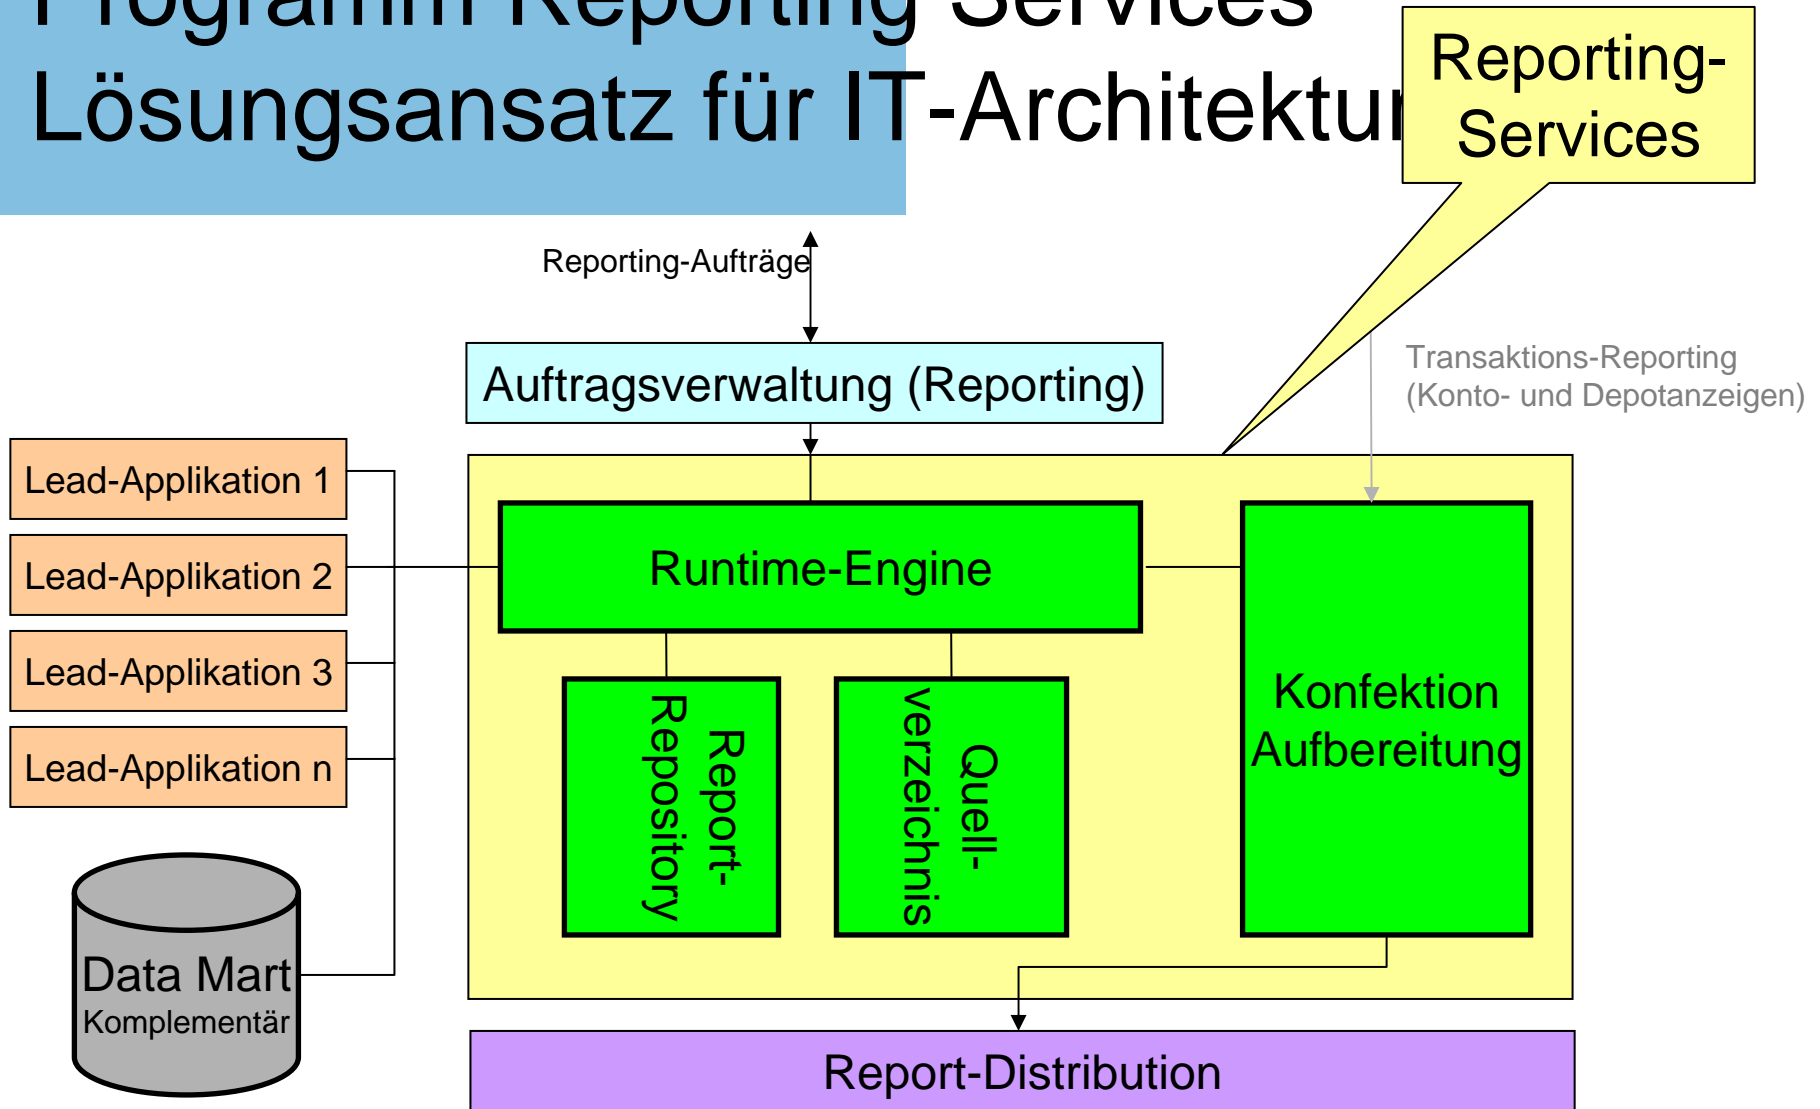 Programm Reporting Services
Lösungsansatz für IT-Architektur
Reporting-
Services
Reporting-Aufträge
Auftragsverwaltung (Reporting)
Transaktions-Reporting
(Konto- und Depotanzeigen)
Lead-Applikation 1
Lead-Applikation 2
Lead-Applikation 3
Lead-Applikation n
Data Mart
Komplementär
Runtime-Engine
Report-
Repository
Quell-
verzeichnis
Konfektion
Aufbereitung
Report-Distribution